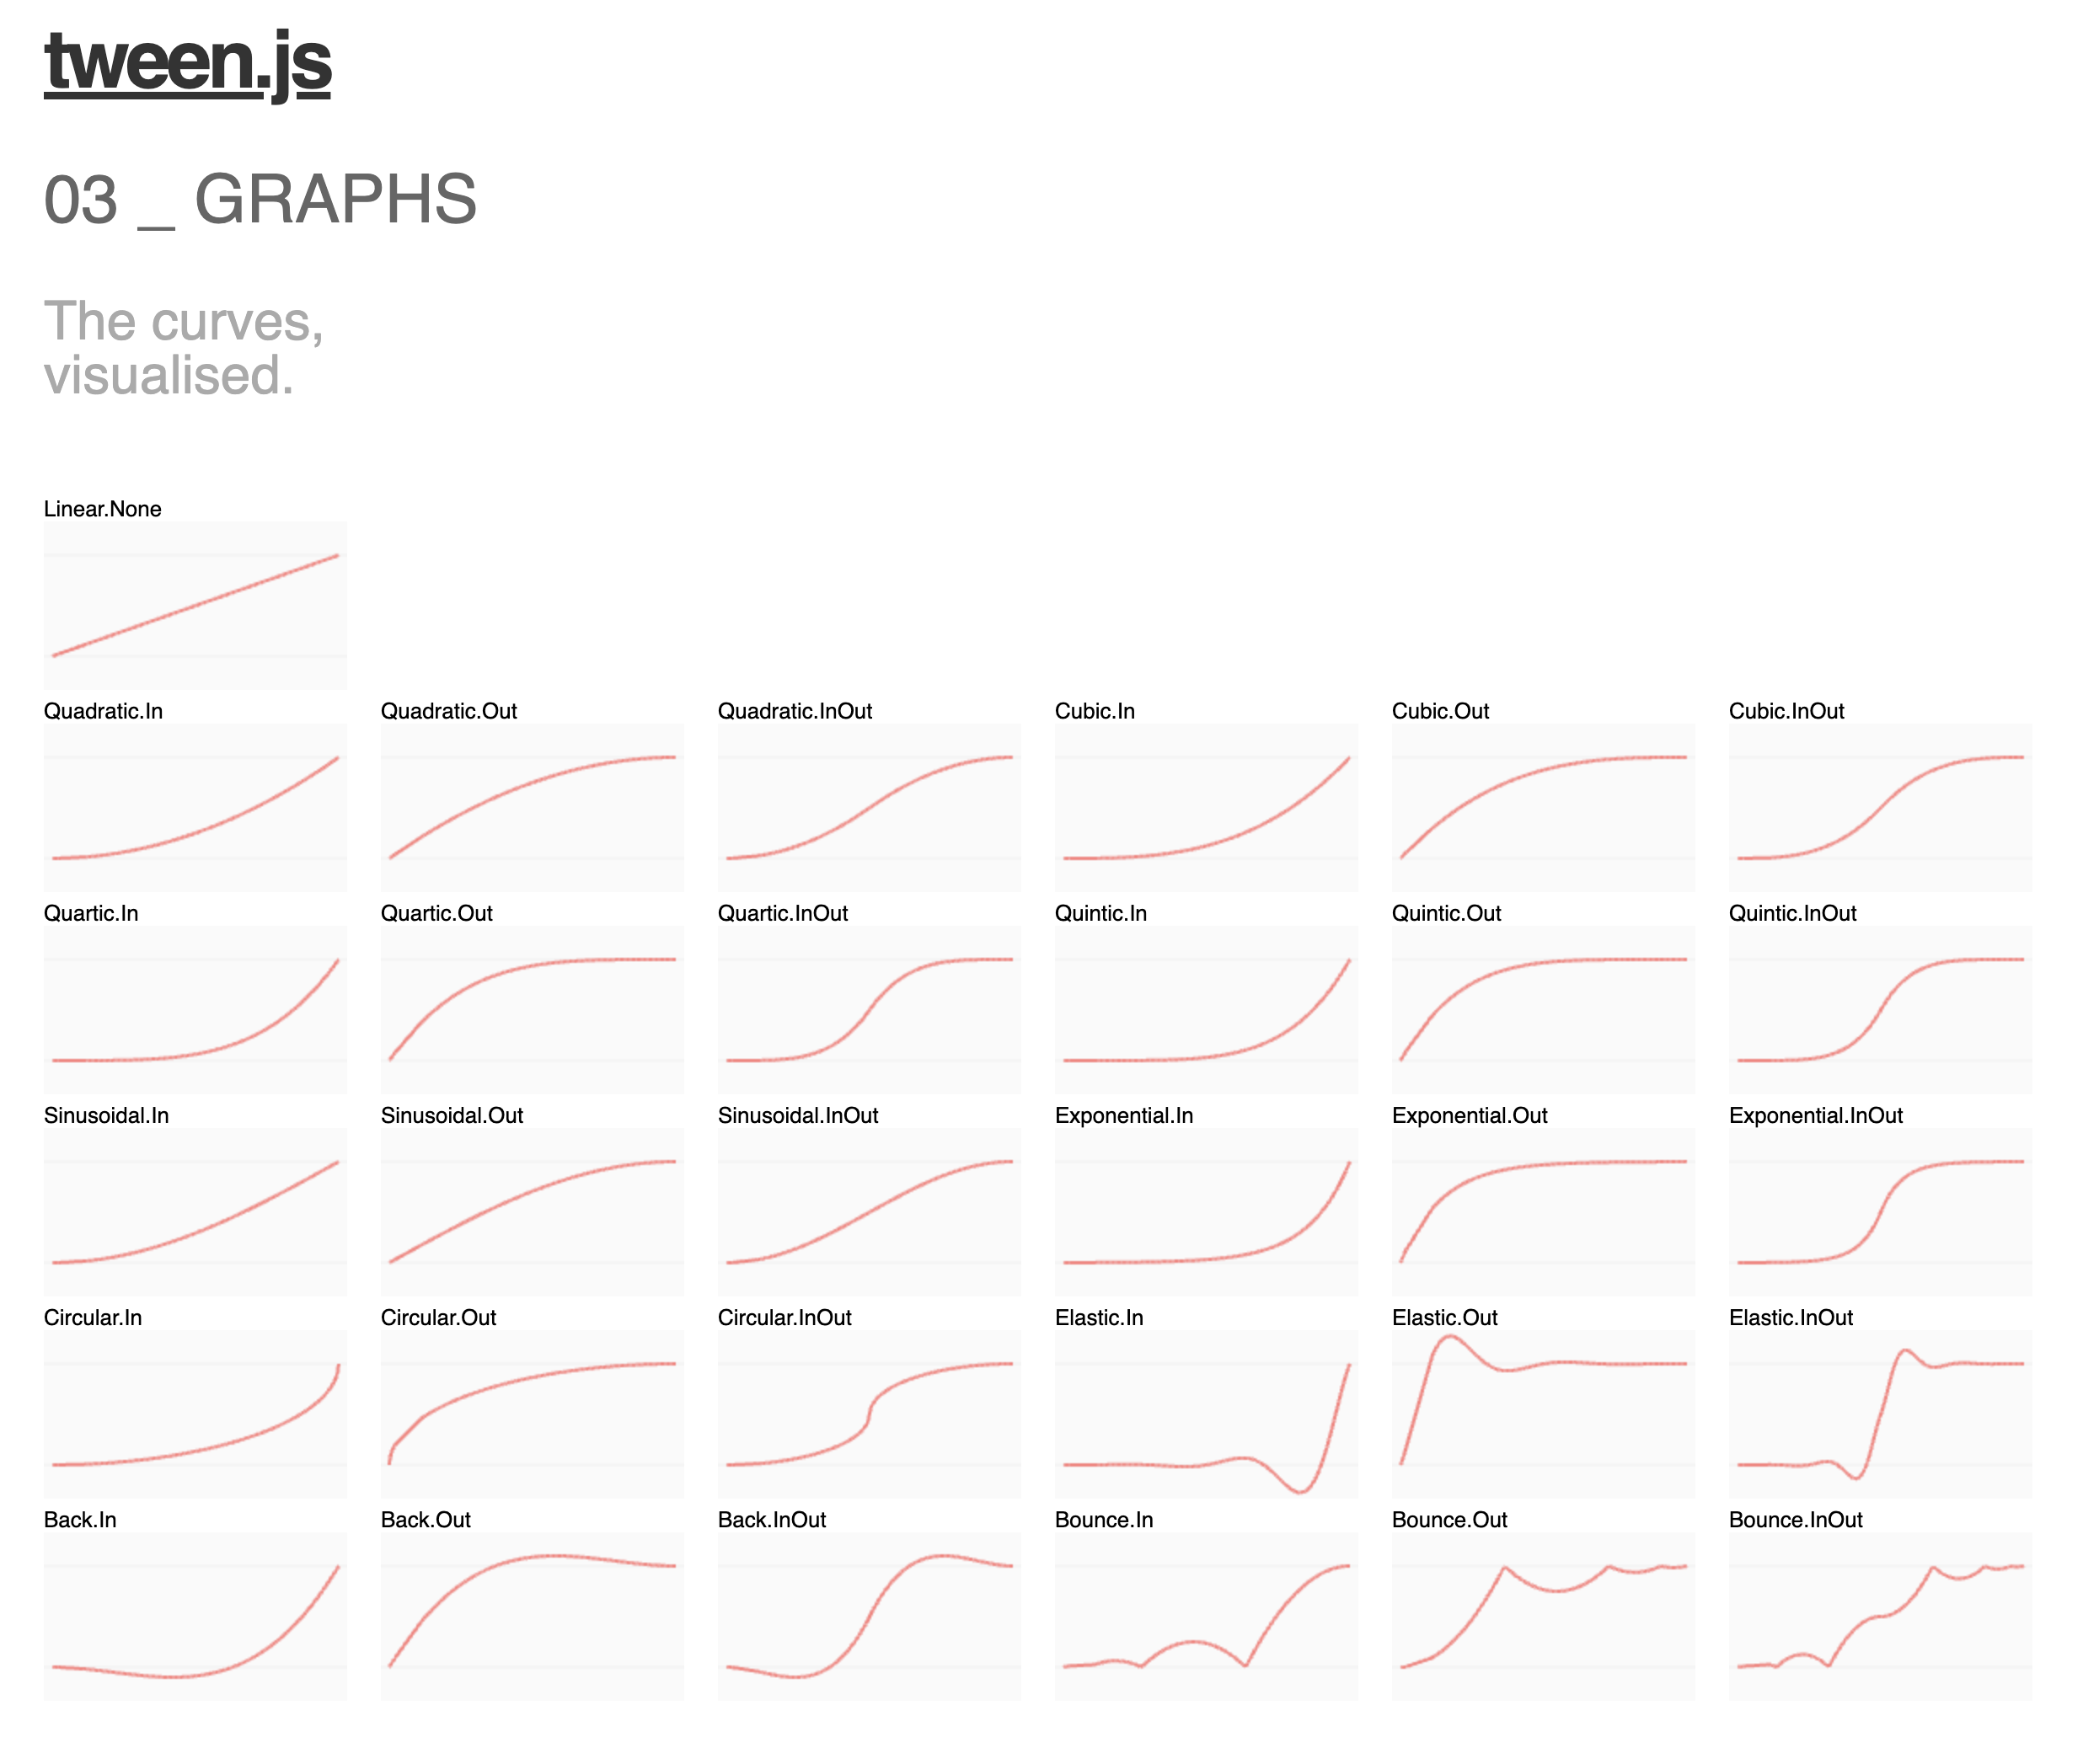 tween.js
03 _ GRAPHS
The curves,
visualised.
Linear.None
Quadratic.In
Quadratic.Out
Quadratic.InOut
Cubic.In
Cubic.Out
Cubic.InOut
Quartic.In
Quartic.Out
Quartic.InOut
Quintic.In
Quintic.Out
Quintic.InOut
Sinusoidal.In
Sinusoidal.Out
Sinusoidal.InOut
Exponential.In
Exponential.Out
Exponential.InOut
Circular.In
Circular.Out
Circular.InOut
Elastic.In
Elastic.Out
Elastic.InOut
Back.In
Back.Out
Back.InOut
Bounce.In
Bounce.Out
Bounce.InOut